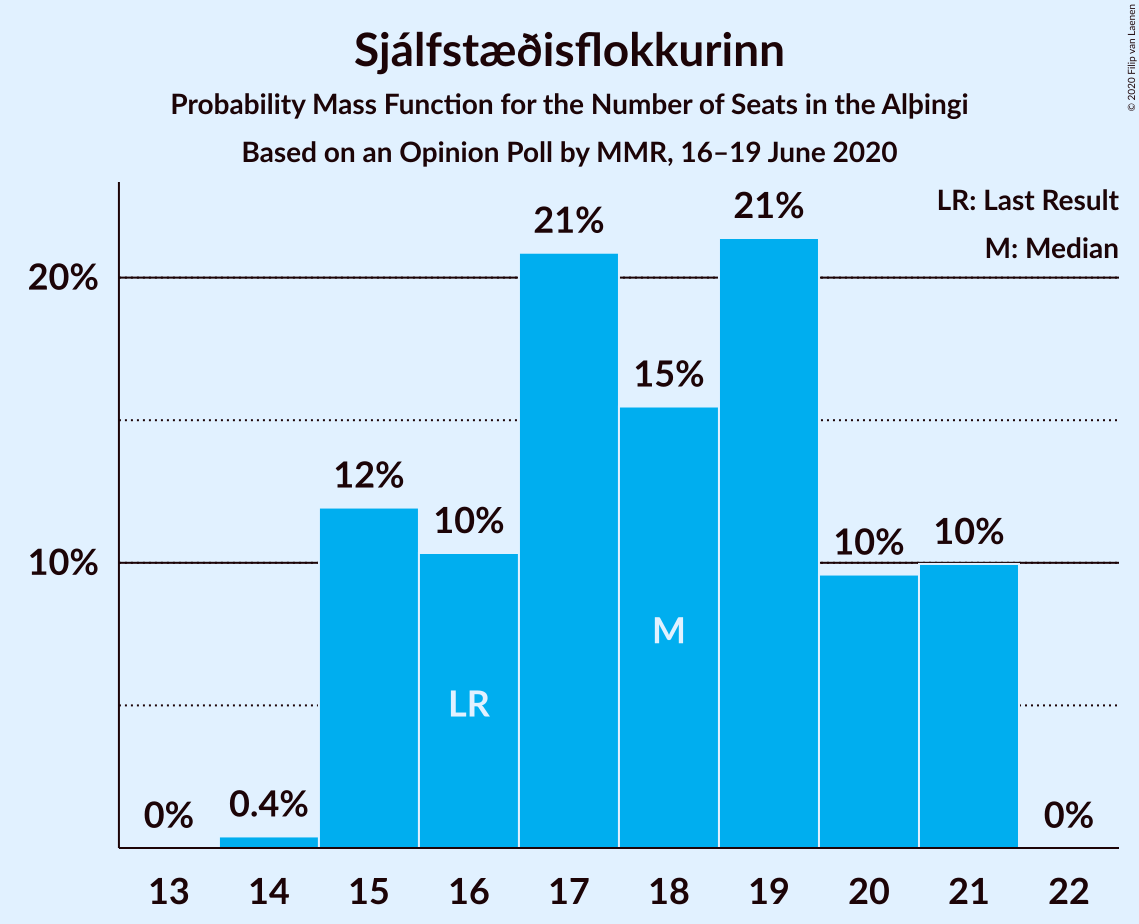 Sjálfstæðisflokkurinn
Probability Mass Function for the Number of Seats in the Alþingi
Based on an Opinion Poll by MMR, 16–19 June 2020
© 2020 Filip van Laenen
LR: Last Result
M: Median
20%
10%
0%
0.4%
12%
10%
21%
15%
21%
10%
10%
0%
LR
M
13 14 15 16 17 18 19 20 21 22